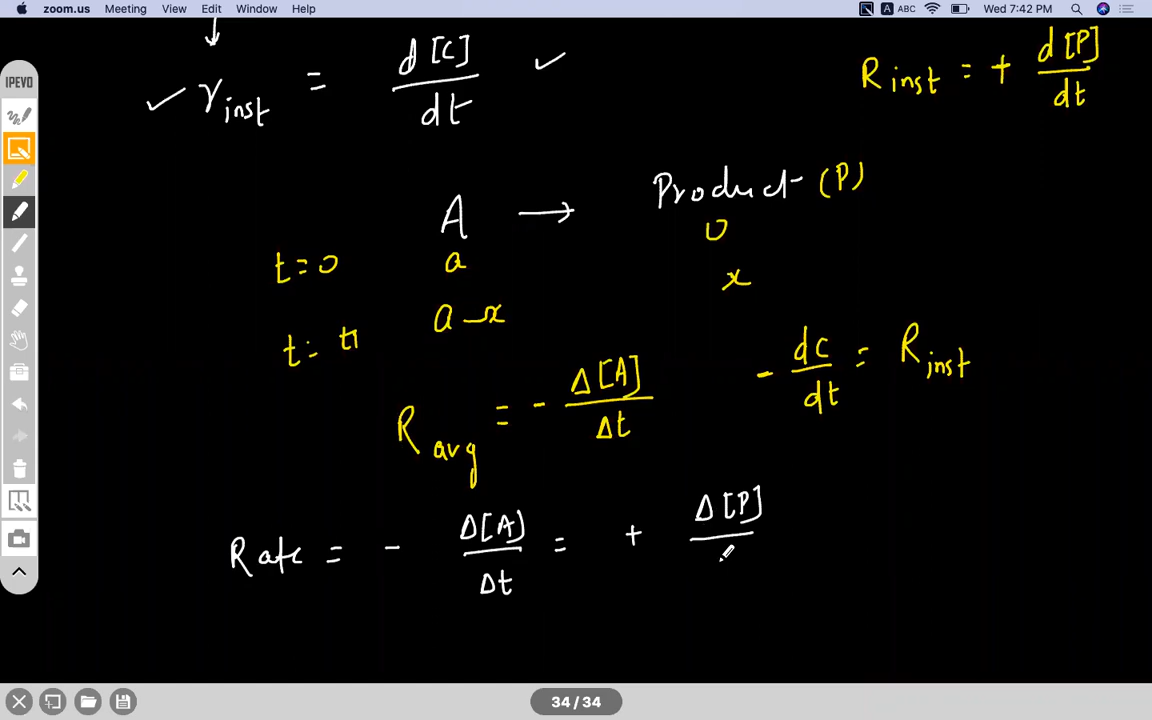 zoom.us Meeting View Edit Window Help A ABC Wed 7:42 PM
IPEVO
r_inst = d[C]/dt
R_inst = + d[P]/dt
A → Product (P)
t=0 a 0
t= t1 a-x x
R_avg = - Δ[A]/Δt
- dc/dt = R_inst
Rate = - Δ[A]/Δt = + Δ[P]/
34/34